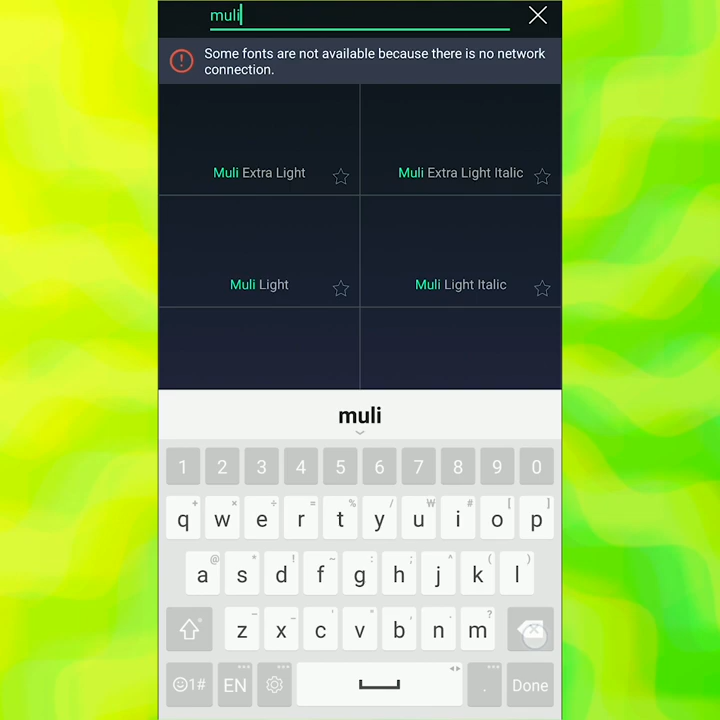 muli
Some fonts are not available because there is no network
connection.
Muli Extra Light
Muli Extra Light Italic
Muli Light
Muli Light Italic
muli
1 2 3 4 5 6 7 8 9 0
+ × ÷ = % / ₩ # [ ]
q w e r t y u i o p
@ * ! ~ : ; ^ ( )
a s d f g h j k l
z x c v b n m ?
!# EN . Done